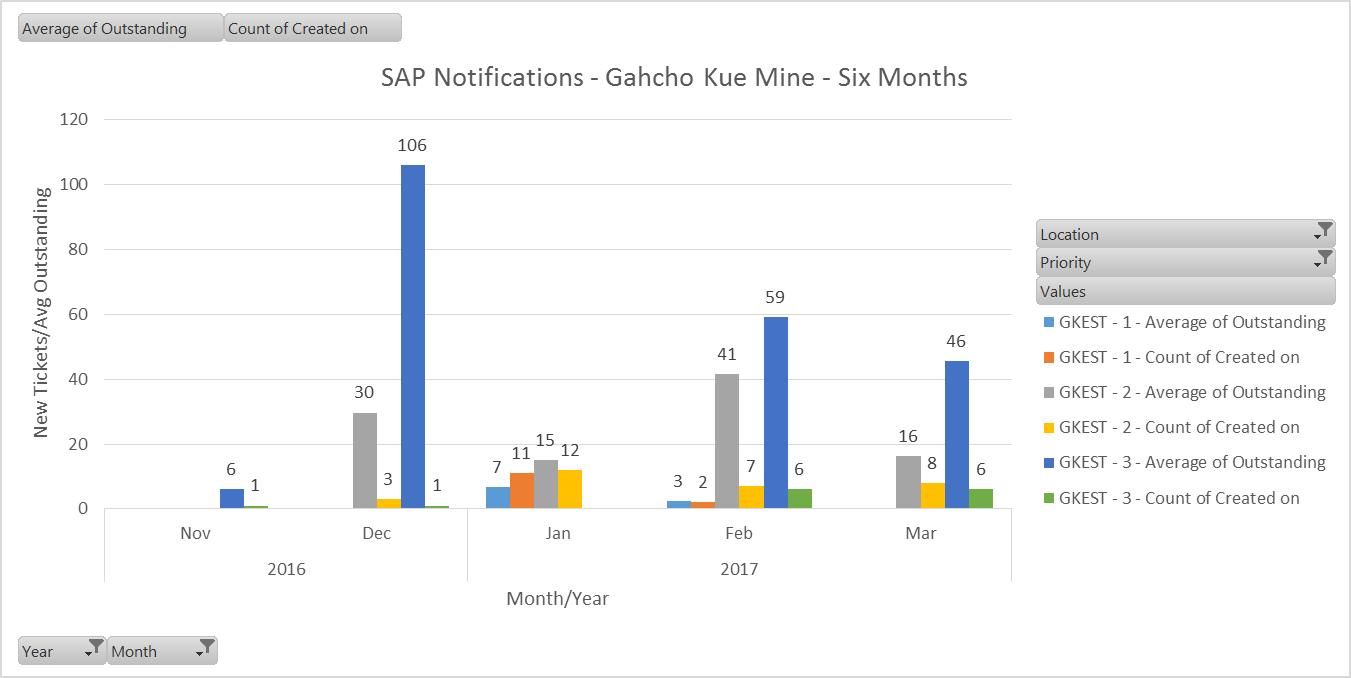 Average of Outstanding Count of Created on
SAP Notifications - Gahcho Kue Mine - Six Months
New Tickets/Avg Outstanding
120
100
80
60
40
20
0
6 1
30 3 106 1
7 11 15 12
3 2 41 7 59 6
16 8 46 6
Nov Dec Jan Feb Mar
2016 2017
Month/Year
Location
Priority
Values
GKEST - 1 - Average of Outstanding
GKEST - 1 - Count of Created on
GKEST - 2 - Average of Outstanding
GKEST - 2 - Count of Created on
GKEST - 3 - Average of Outstanding
GKEST - 3 - Count of Created on
Year Month